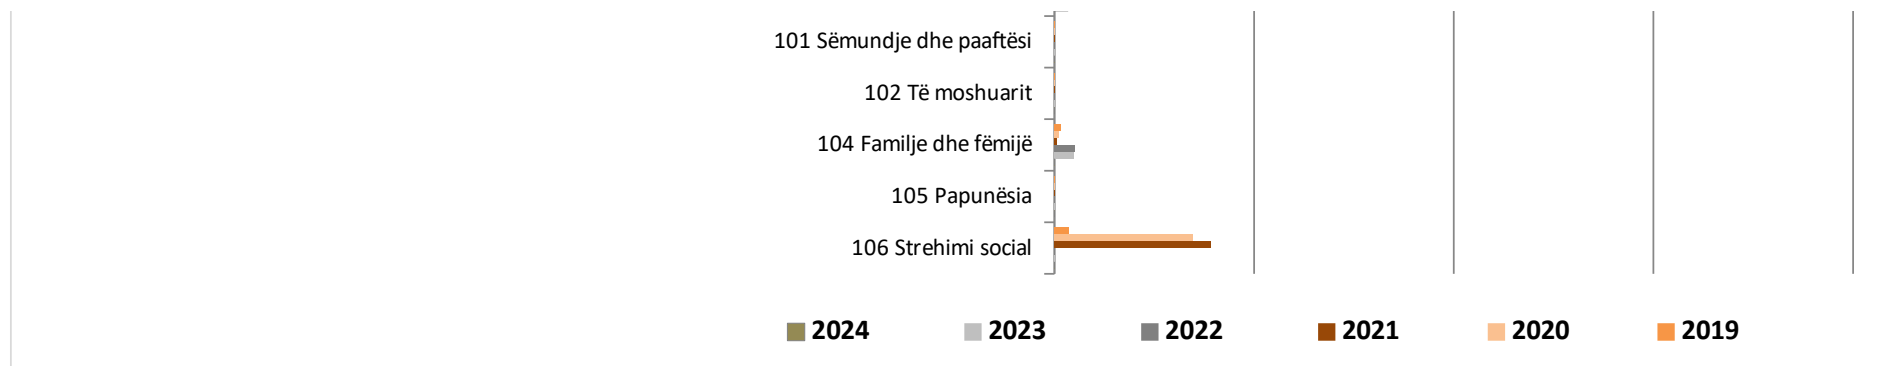 101 Sëmundje dhe paaftësi
102 Të moshuarit
104 Familje dhe fëmijë
105 Papunësia
106 Strehimi social
2024 2023 2022 2021 2020 2019